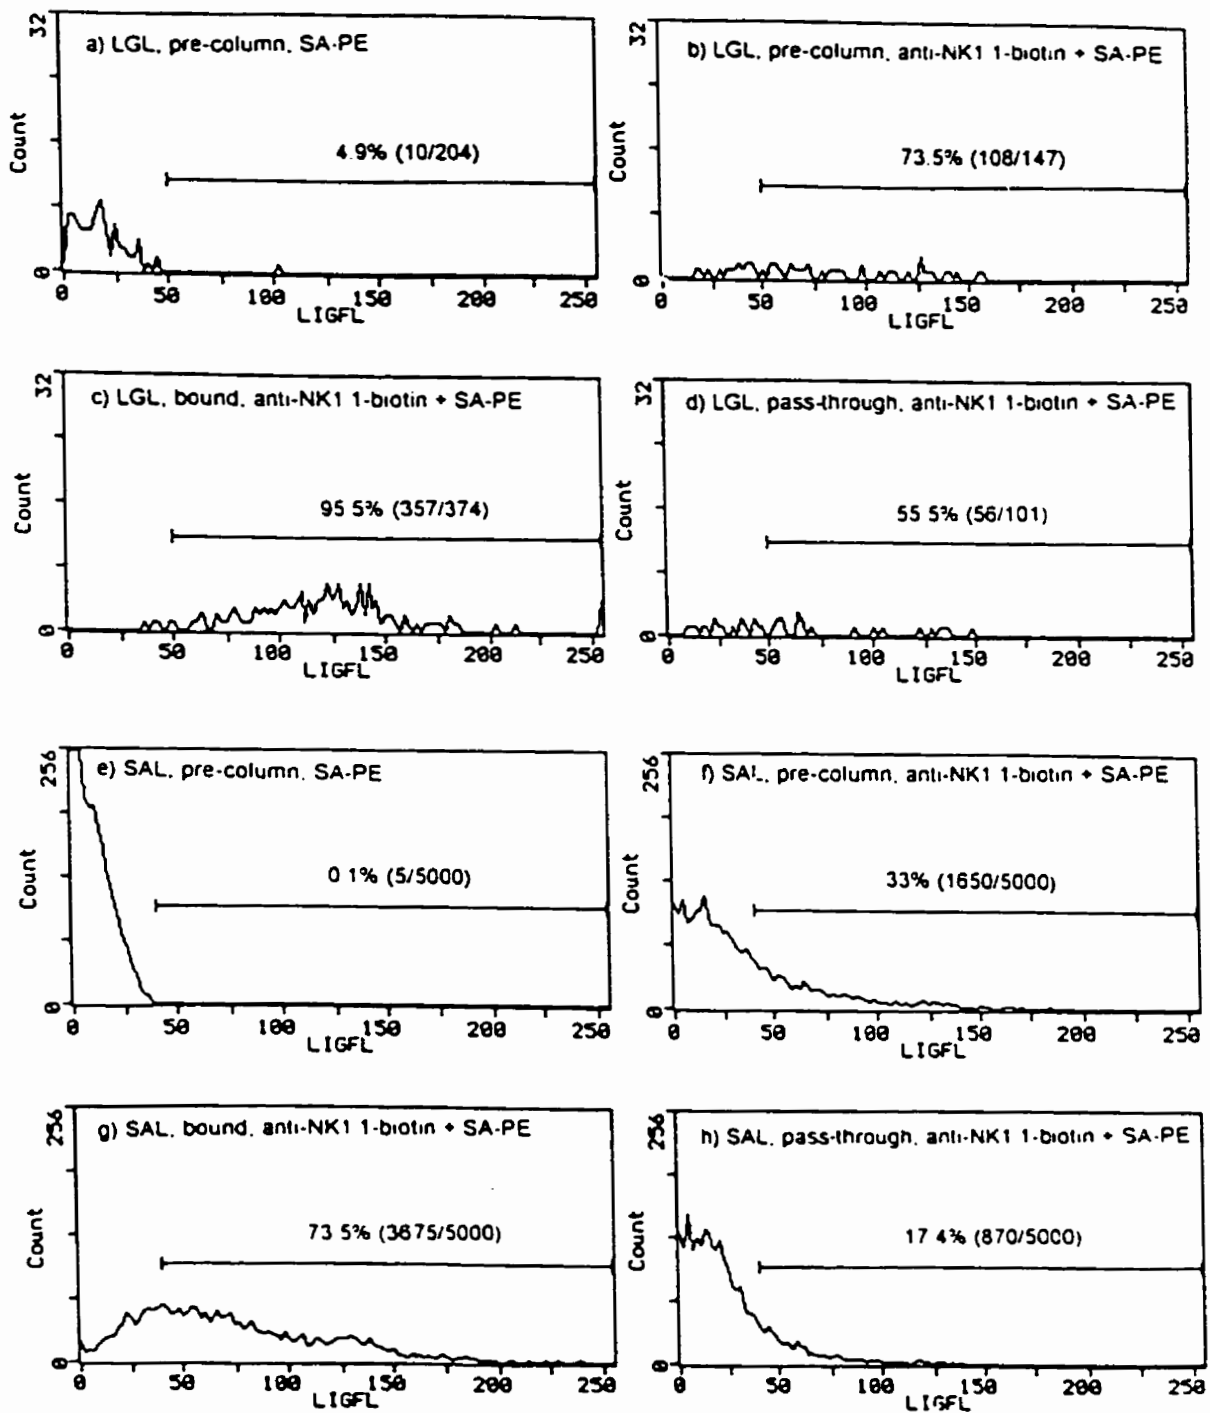 32
a) LGL, pre-column, SA-PE
4.9% (10/204)
Count
0
0 50 100 150 200 250
LIGFL
32
b) LGL, pre-column, anti-NK1 1-biotin + SA-PE
73.5% (108/147)
Count
0
0 50 100 150 200 250
LIGFL
32
c) LGL, bound, anti-NK1 1-biotin + SA-PE
95 5% (357/374)
Count
0
0 50 100 150 200 250
LIGFL
32
d) LGL, pass-through, anti-NK1 1-biotin + SA-PE
55 5% (56/101)
Count
0
0 50 100 150 200 250
LIGFL
256
e) SAL, pre-column, SA-PE
0 1% (5/5000)
Count
0
0 50 100 150 200 250
LIGFL
256
f) SAL, pre-column, anti-NK1 1-biotin + SA-PE
33% (1650/5000)
Count
0
0 50 100 150 200 250
LIGFL
256
g) SAL, bound, anti-NK1 1-biotin + SA-PE
73 5% (3675/5000)
Count
0
0 50 100 150 200 250
LIGFL
256
h) SAL, pass-through, anti-NK1 1-biotin + SA-PE
17 4% (870/5000)
Count
0
0 50 100 150 200 250
LIGFL